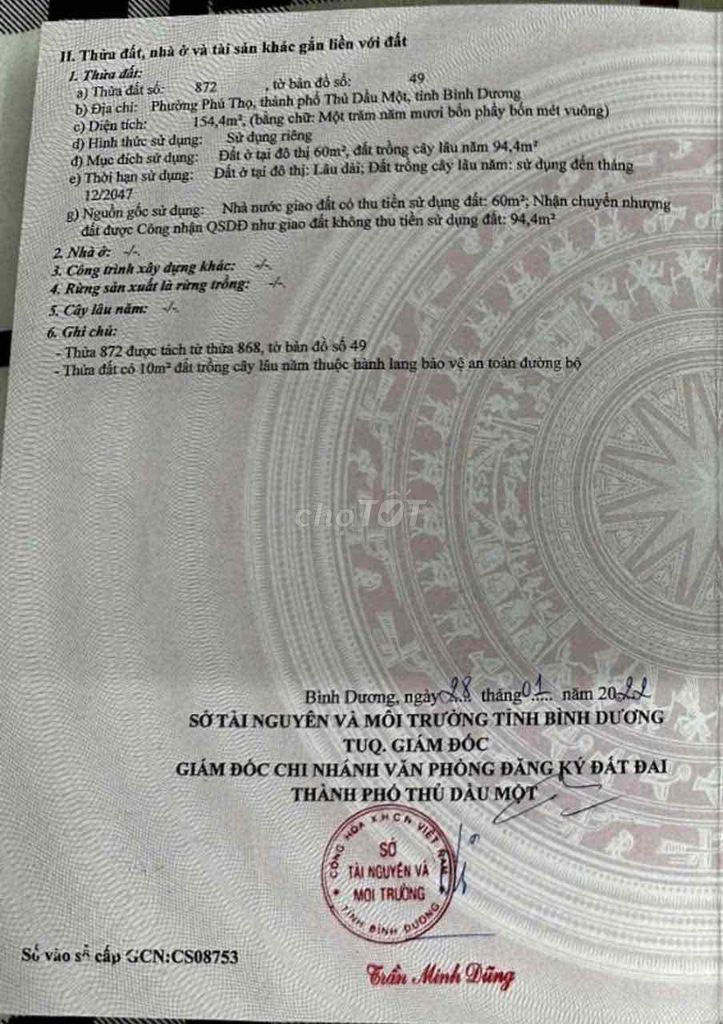 II. Thửa đất, nhà ở và tài sản khác gắn liền với đất
1. Thửa đất:
a) Thửa đất số: 872 , tờ bản đồ số: 49
b) Địa chỉ: Phường Phú Thọ, thành phố Thủ Dầu Một, tỉnh Bình Dương
c) Diện tích: 154,4m², (bằng chữ: Một trăm năm mươi bốn phẩy bốn mét vuông)
d) Hình thức sử dụng: Sử dụng riêng
đ) Mục đích sử dụng: Đất ở tại đô thị 60m², đất trồng cây lâu năm 94,4m²
e) Thời hạn sử dụng: Đất ở tại đô thị: Lâu dài; Đất trồng cây lâu năm: sử dụng đến tháng
12/2047
g) Nguồn gốc sử dụng: Nhà nước giao đất có thu tiền sử dụng đất: 60m²; Nhận chuyển nhượng
đất được Công nhận QSDĐ như giao đất không thu tiền sử dụng đất: 94,4m²
2. Nhà ở: -/-
3. Công trình xây dựng khác: -/-
4. Rừng sản xuất là rừng trồng: -/-
5. Cây lâu năm: -/-
6. Ghi chú:
- Thửa 872 được tách từ thửa 868, tờ bản đồ số 49
- Thửa đất có 10m² đất trồng cây lâu năm thuộc hành lang bảo vệ an toàn đường bộ
choTỐT
Bình Dương, ngày 28 tháng 01 năm 2022
SỞ TÀI NGUYÊN VÀ MÔI TRƯỜNG TỈNH BÌNH DƯƠNG
TUQ. GIÁM ĐỐC
GIÁM ĐỐC CHI NHÁNH VĂN PHÒNG ĐĂNG KÝ ĐẤT ĐAI
THÀNH PHỐ THỦ DẦU MỘT
CỘNG HÒA X.H.C.N VIỆT NAM
SỞ
TÀI NGUYÊN VÀ
MÔI TRƯỜNG
TỈNH BÌNH DƯƠNG
Số vào sổ cấp GCN:CS08753
Trần Minh Dũng